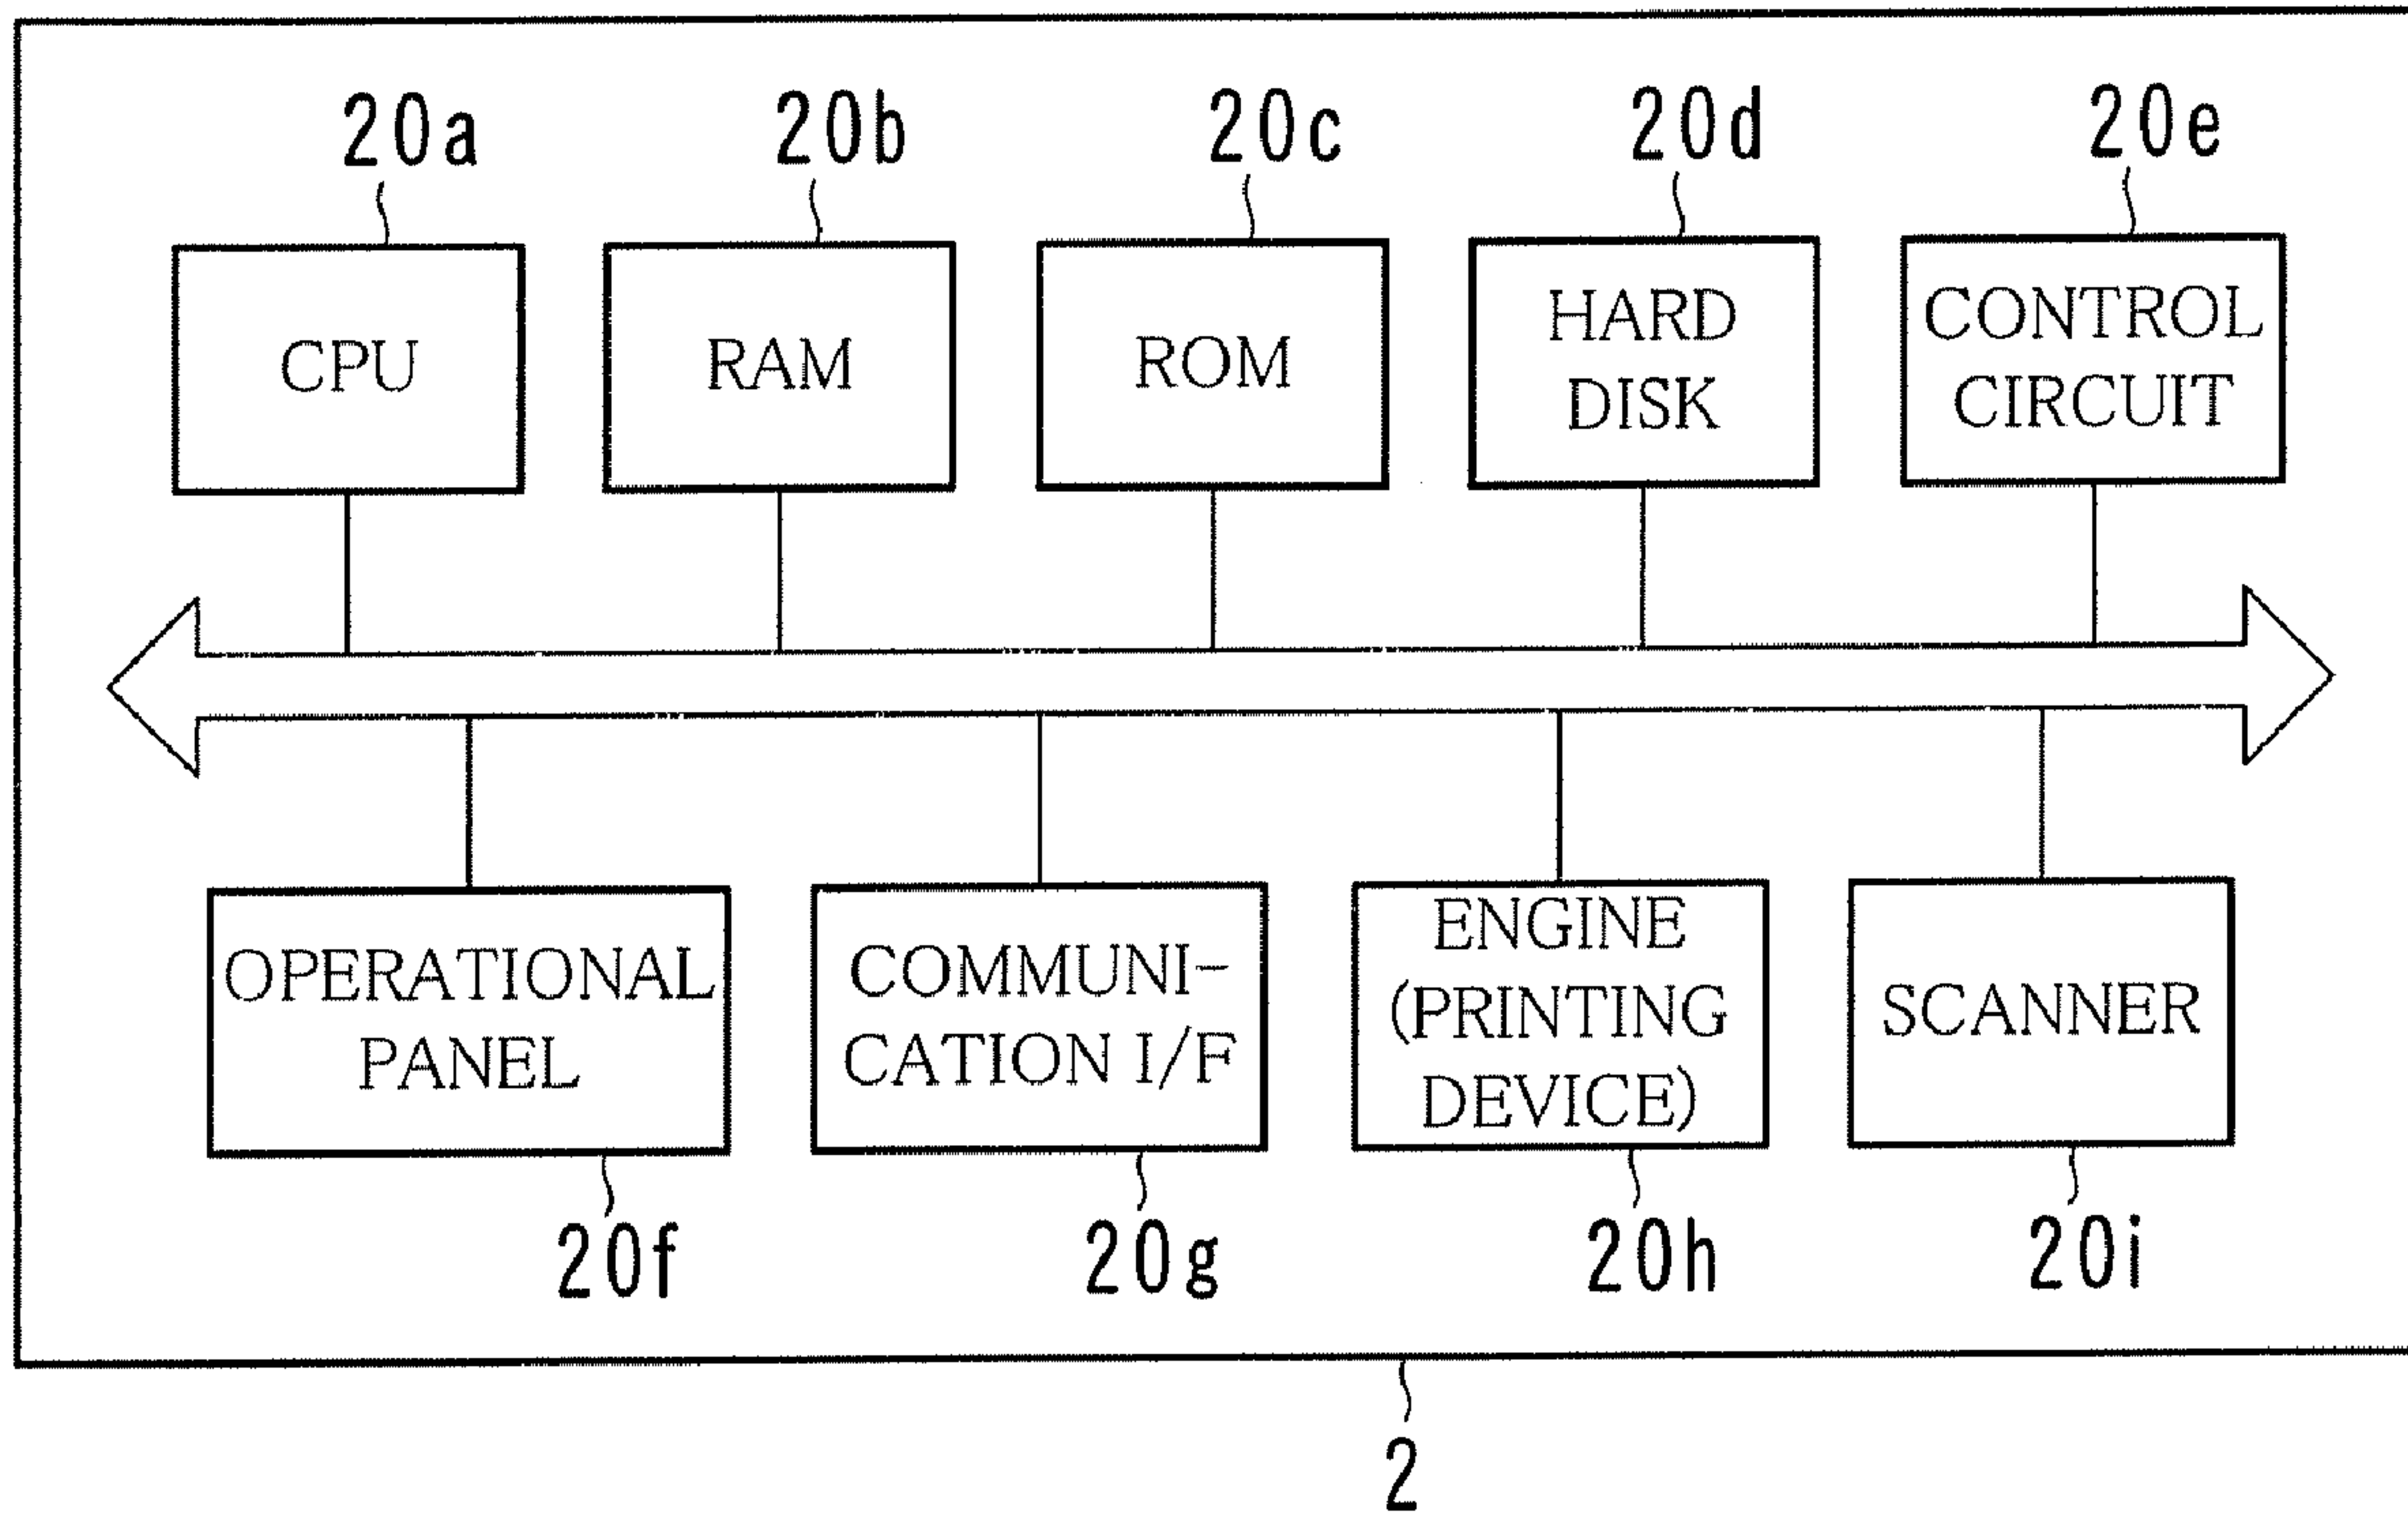 20a 20b 20c 20d 20e
CPU
RAM
ROM
HARD
DISK
CONTROL
CIRCUIT
OPERATIONAL
PANEL
COMMUNI-
CATION I/F
ENGINE
(PRINTING
DEVICE)
SCANNER
20f 20g 20h 20i
2